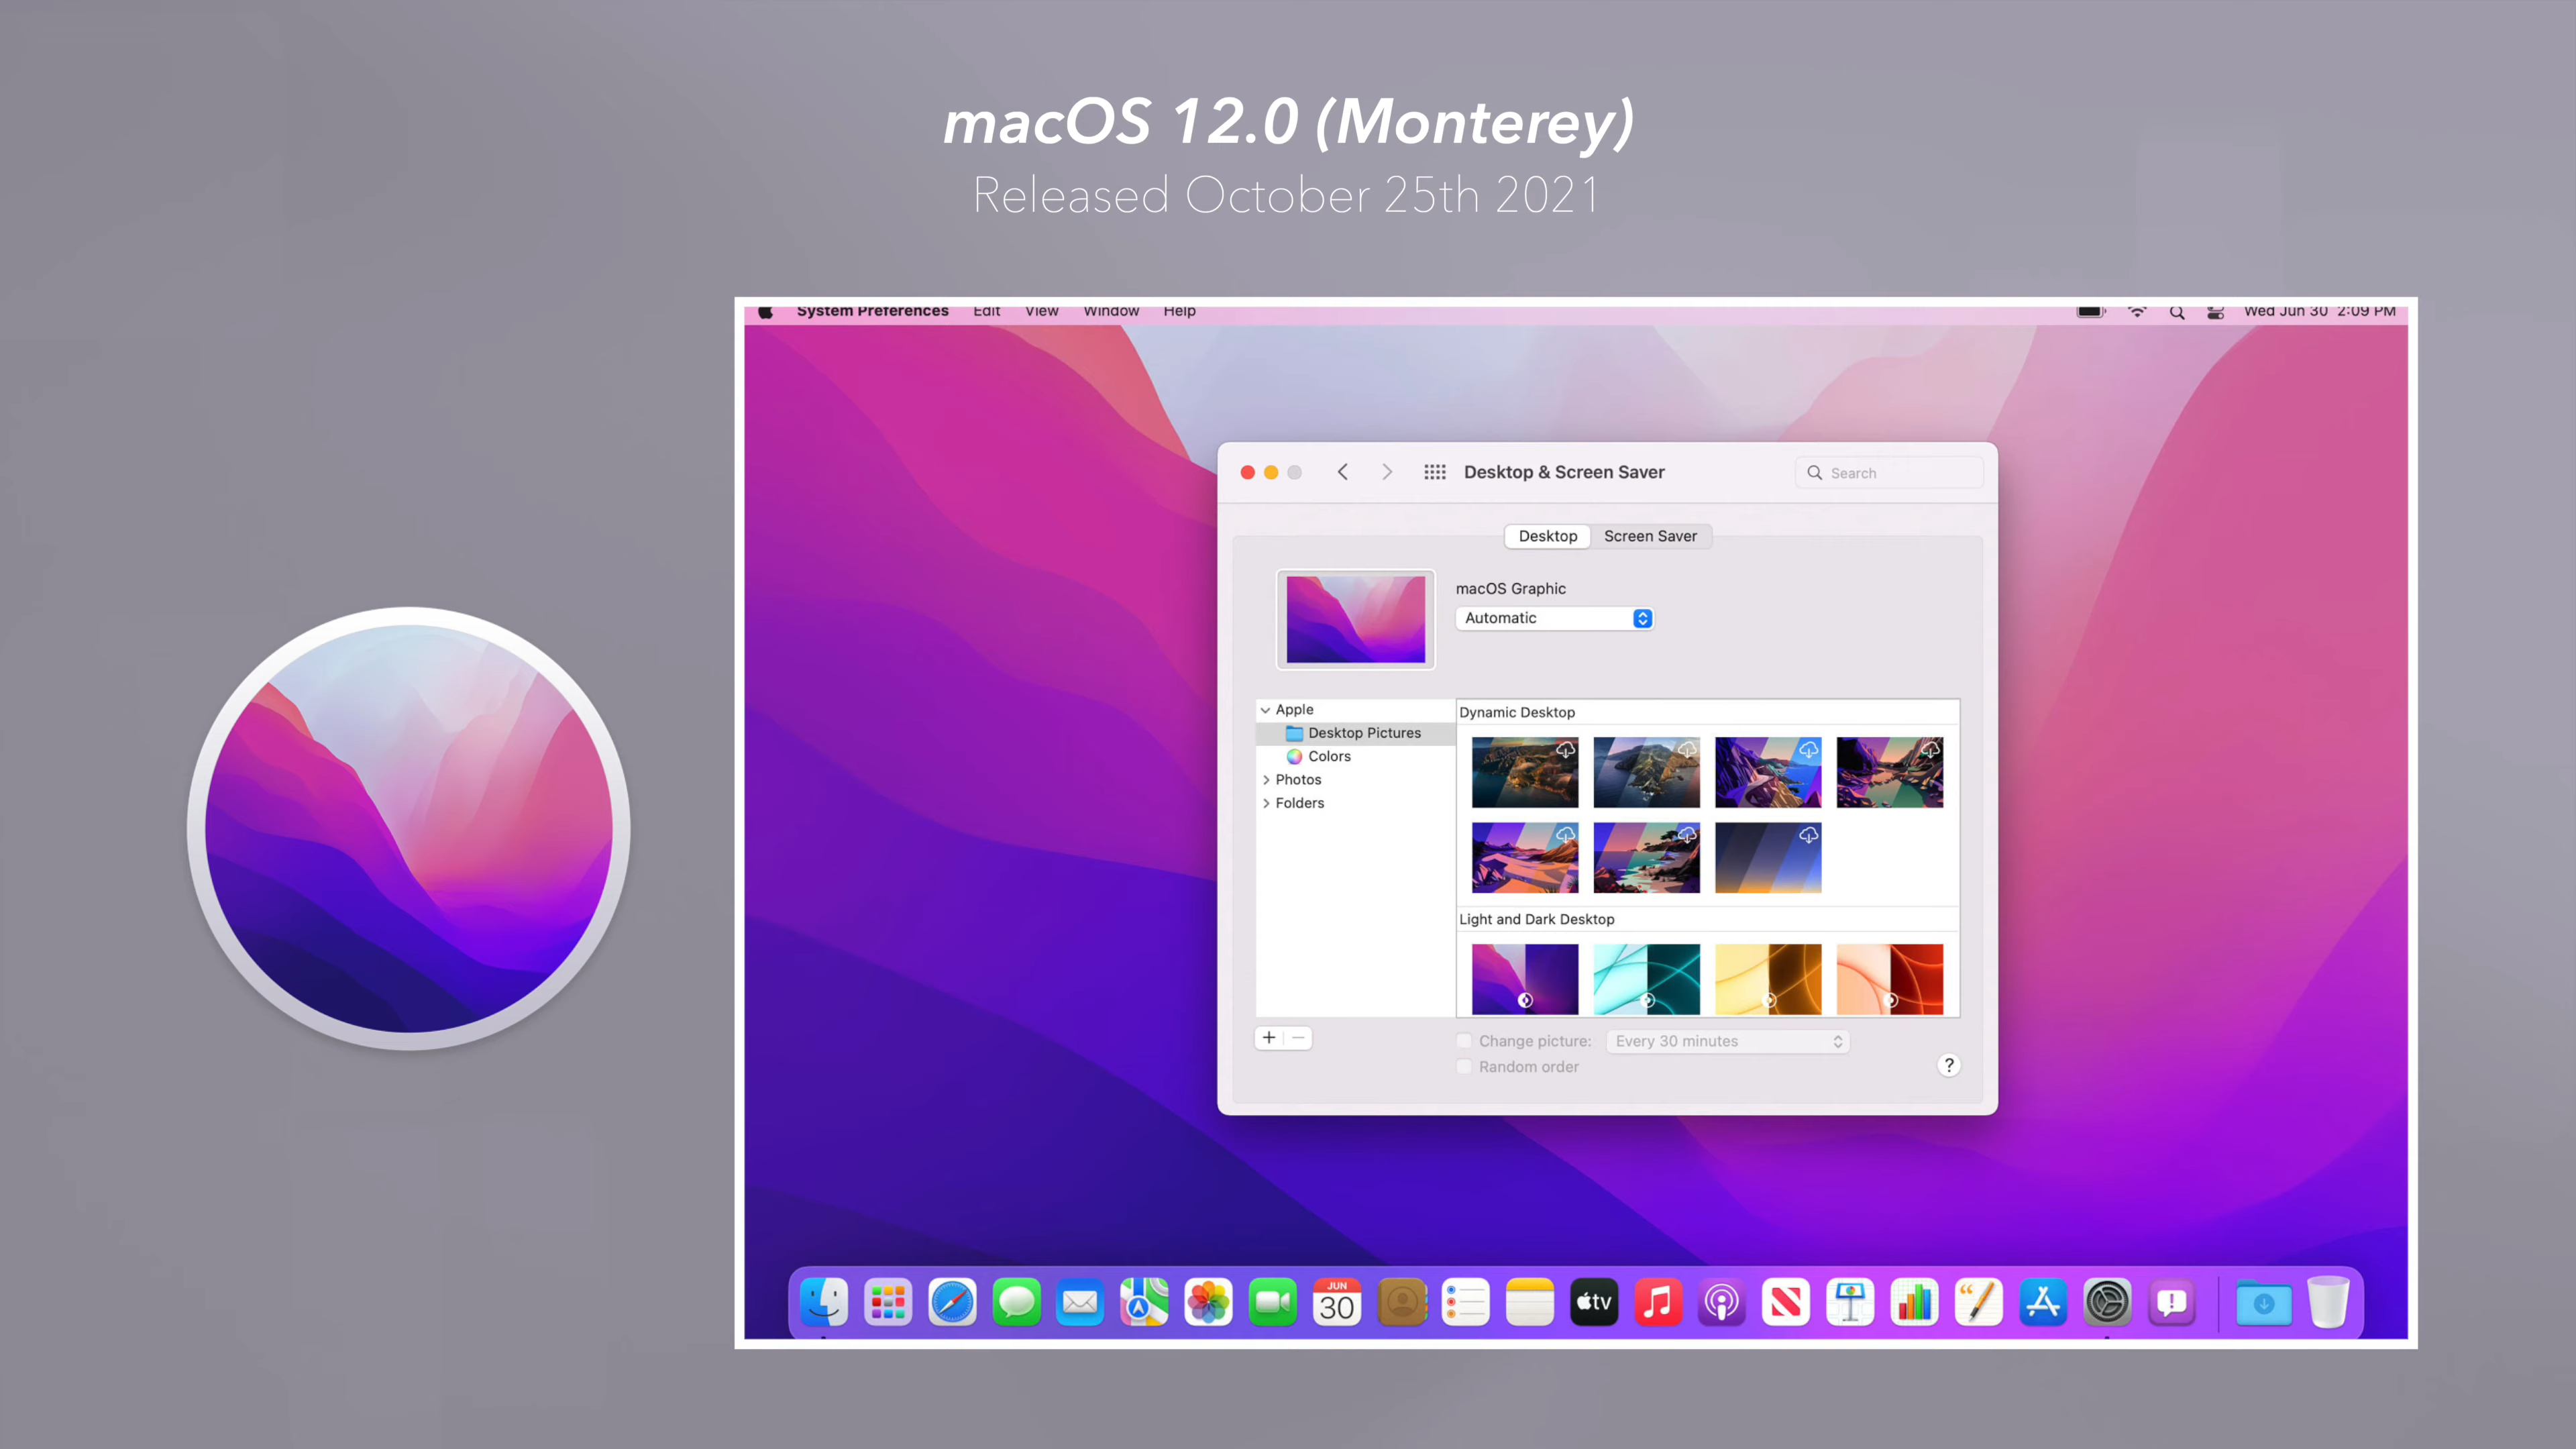 macOS 12.0 (Monterey)
Released October 25th 2021
System Preferences Edit View Window Help Wed Jun 30 2:09 PM
Desktop & Screen Saver Search
Desktop Screen Saver
macOS Graphic
Automatic
Apple
Desktop Pictures
Colors
Photos
Folders
Dynamic Desktop
Light and Dark Desktop
Change picture: Every 30 minutes
Random order
?
JUN
30
tv